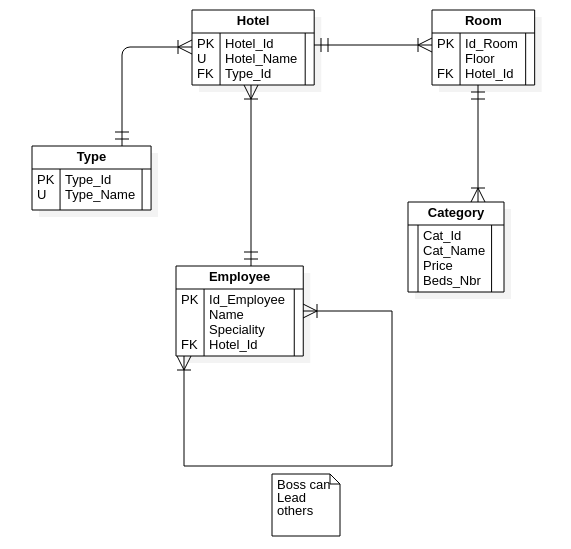 Hotel
PK Hotel_Id
U Hotel_Name
FK Type_Id
Room
PK Id_Room
Floor
FK Hotel_Id
Type
PK Type_Id
U Type_Name
Category
Cat_Id
Cat_Name
Price
Beds_Nbr
Employee
PK Id_Employee
Name
Speciality
FK Hotel_Id
Boss can
Lead
others